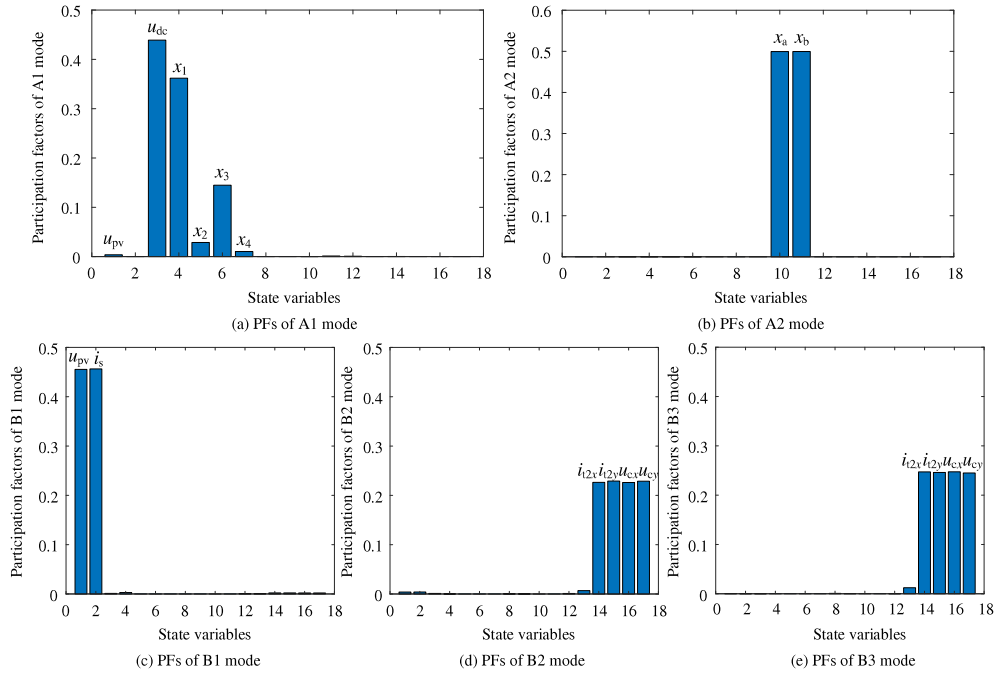 0.5 0.4 0.3 0.2 0.1 0
Participation factors of A1 mode
u_dc
x_1
x_3
x_2
x_4
u_pv
0 2 4 6 8 10 12 14 16 18
State variables
(a) PFs of A1 mode
0.6 0.5 0.4 0.3 0.2 0.1 0
Participation factors of A2 mode
x_a x_b
0 2 4 6 8 10 12 14 16 18
State variables
(b) PFs of A2 mode
0.5 0.4 0.3 0.2 0.1 0
Participation factors of B1 mode
u_pv i_s
0 2 4 6 8 10 12 14 16 18
State variables
(c) PFs of B1 mode
0.5 0.4 0.3 0.2 0.1 0
Participation factors of B2 mode
i_t2x i_t2y u_cx u_cy
0 2 4 6 8 10 12 14 16 18
State variables
(d) PFs of B2 mode
0.5 0.4 0.3 0.2 0.1 0
Participation factors of B3 mode
i_t2x i_t2y u_cx u_cy
0 2 4 6 8 10 12 14 16 18
State variables
(e) PFs of B3 mode